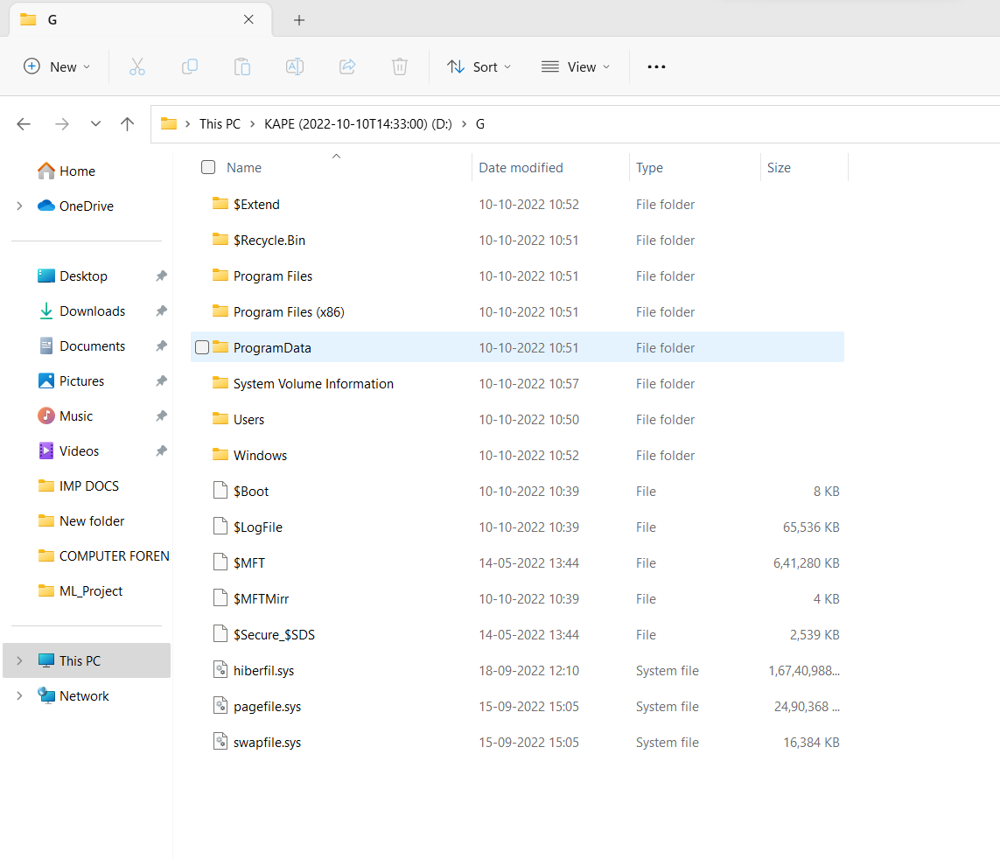 G
New
Sort
View
This PC > KAPE (2022-10-10T14:33:00) (D:) > G
Home
OneDrive
Desktop
Downloads
Documents
Pictures
Music
Videos
IMP DOCS
New folder
COMPUTER FOREN
ML_Project
This PC
Network
Name Date modified Type Size
$Extend 10-10-2022 10:52 File folder
$Recycle.Bin 10-10-2022 10:51 File folder
Program Files 10-10-2022 10:51 File folder
Program Files (x86) 10-10-2022 10:51 File folder
ProgramData 10-10-2022 10:51 File folder
System Volume Information 10-10-2022 10:57 File folder
Users 10-10-2022 10:50 File folder
Windows 10-10-2022 10:52 File folder
$Boot 10-10-2022 10:39 File 8 KB
$LogFile 10-10-2022 10:39 File 65,536 KB
$MFT 14-05-2022 13:44 File 6,41,280 KB
$MFTMirr 10-10-2022 10:39 File 4 KB
$Secure_$SDS 14-05-2022 13:44 File 2,539 KB
hiberfil.sys 18-09-2022 12:10 System file 1,67,40,988...
pagefile.sys 15-09-2022 15:05 System file 24,90,368 ...
swapfile.sys 15-09-2022 15:05 System file 16,384 KB